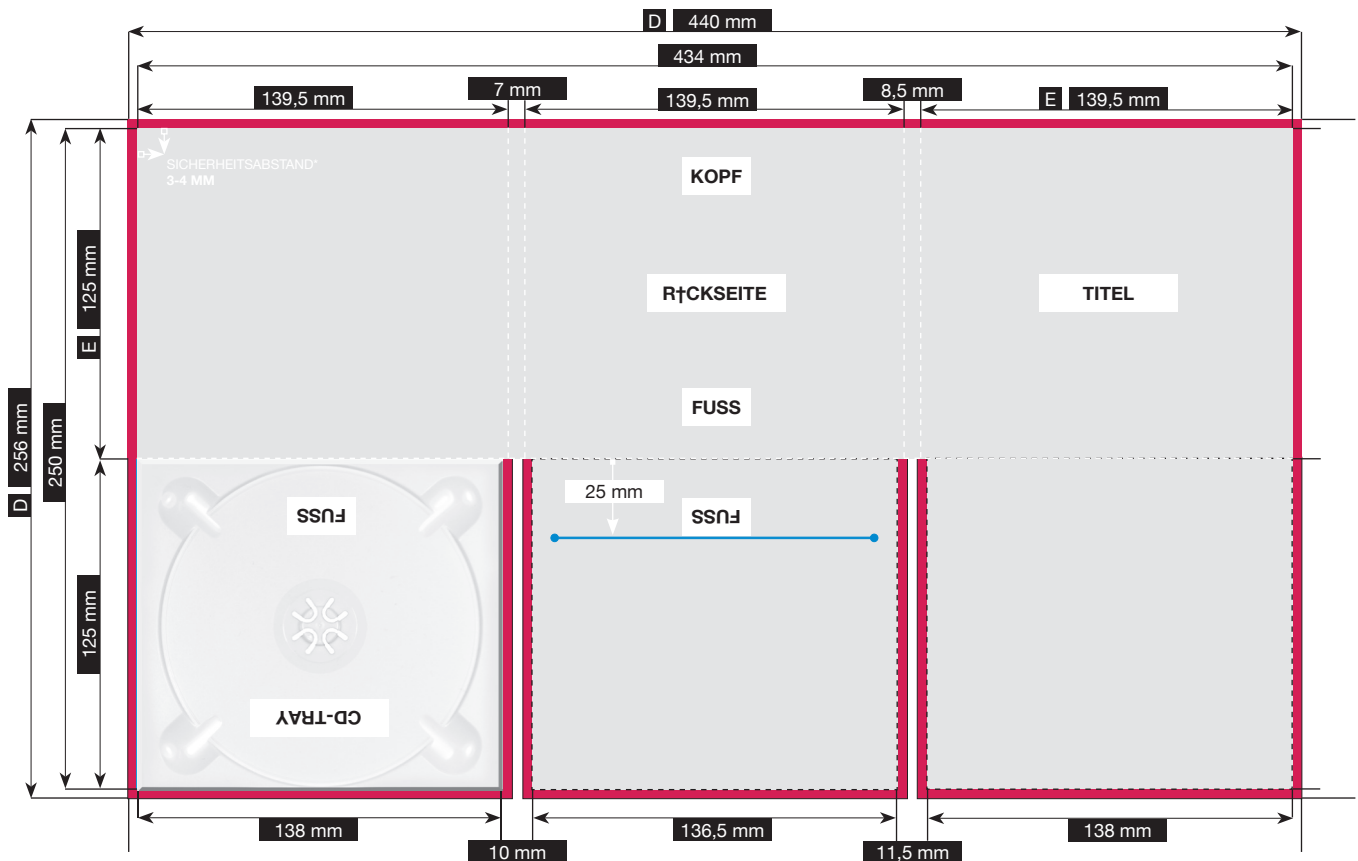 D 440 mm
434 mm
139,5 mm
7 mm
139,5 mm
8,5 mm
E 139,5 mm
SICHERHEITSABSTAND*
3-4 MM
KOPF
125 mm
E
R†CKSEITE
TITEL
FUSS
D 256 mm
250 mm
25 mm
FUSS
FUSS
125 mm
CD-TRAY
138 mm
10 mm
136,5 mm
11,5 mm
138 mm